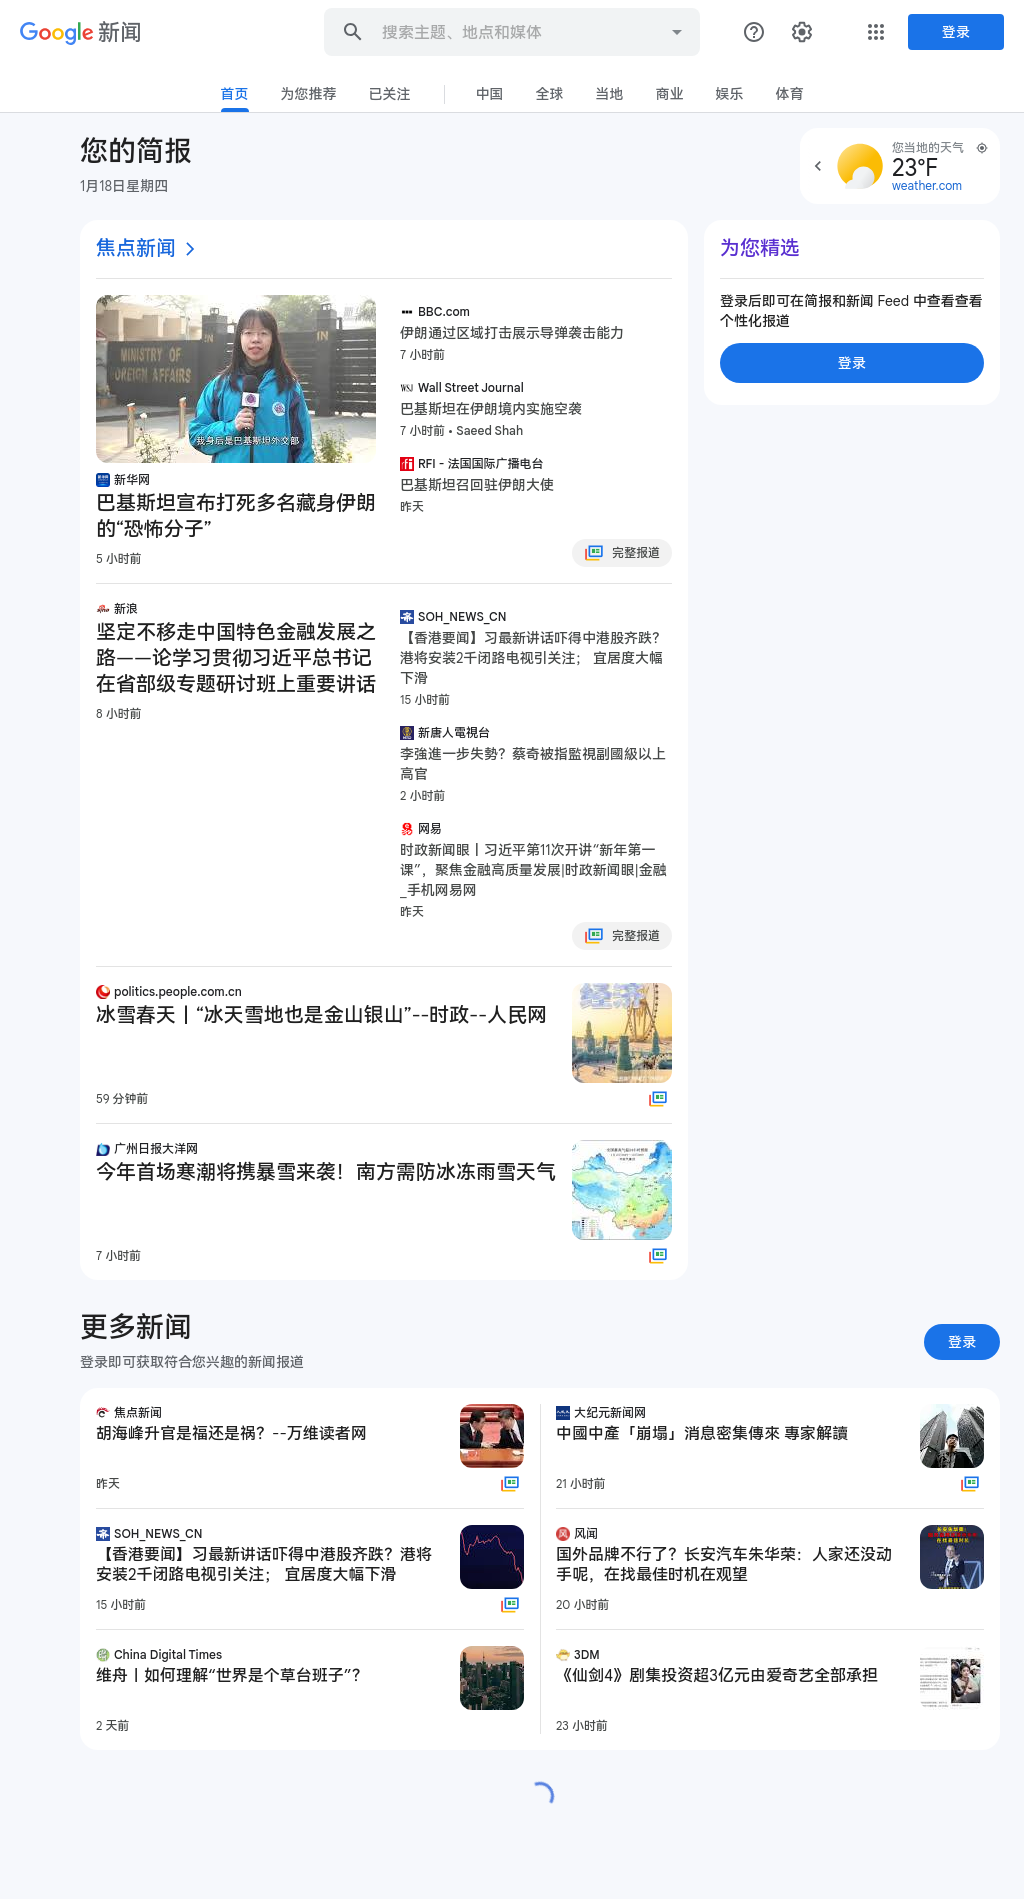 Google 新闻
搜索主题、地点和媒体
登录
首页
为您推荐
已关注
中国
全球
当地
商业
娱乐
体育
您的简报
1月18日星期四
您当地的天气
23°F
weather.com
焦点新闻
MINISTRY OF
FOREIGN AFFAIRS
我身后是巴基斯坦外交部
新华网
巴基斯坦宣布打死多名藏身伊朗
的“恐怖分子”
5 小时前
BBC.com
伊朗通过区域打击展示导弹袭击能力
7 小时前
WSJ
Wall Street Journal
巴基斯坦在伊朗境内实施空袭
7 小时前 • Saeed Shah
RFI - 法国国际广播电台
巴基斯坦召回驻伊朗大使
昨天
完整报道
为您精选
登录后即可在简报和新闻 Feed 中查看查看
个性化报道
登录
新浪
坚定不移走中国特色金融发展之
路——论学习贯彻习近平总书记
在省部级专题研讨班上重要讲话
8 小时前
SOH_NEWS_CN
【香港要闻】习最新讲话吓得中港股齐跌？
港将安装2千闭路电视引关注； 宜居度大幅
下滑
15 小时前
新唐人電視台
李強進一步失勢？蔡奇被指監視副國級以上
高官
2 小时前
网易
时政新闻眼丨习近平第11次开讲“新年第一
课”，聚焦金融高质量发展|时政新闻眼|金融
_手机网易网
昨天
完整报道
politics.people.com.cn
冰雪春天丨“冰天雪地也是金山银山”--时政--人民网
59 分钟前
广州日报大洋网
今年首场寒潮将携暴雪来袭！南方需防冰冻雨雪天气
7 小时前
更多新闻
登录即可获取符合您兴趣的新闻报道
登录
焦点新闻
胡海峰升官是福还是祸？--万维读者网
昨天
大纪元新闻网
中國中產「崩塌」消息密集傳來 專家解讀
21 小时前
SOH_NEWS_CN
【香港要闻】习最新讲话吓得中港股齐跌？港将
安装2千闭路电视引关注； 宜居度大幅下滑
15 小时前
风闻
国外品牌不行了？长安汽车朱华荣：人家还没动
手呢，在找最佳时机在观望
20 小时前
China Digital Times
维舟丨如何理解“世界是个草台班子”？
2 天前
3DM
《仙剑4》剧集投资超3亿元由爱奇艺全部承担
23 小时前